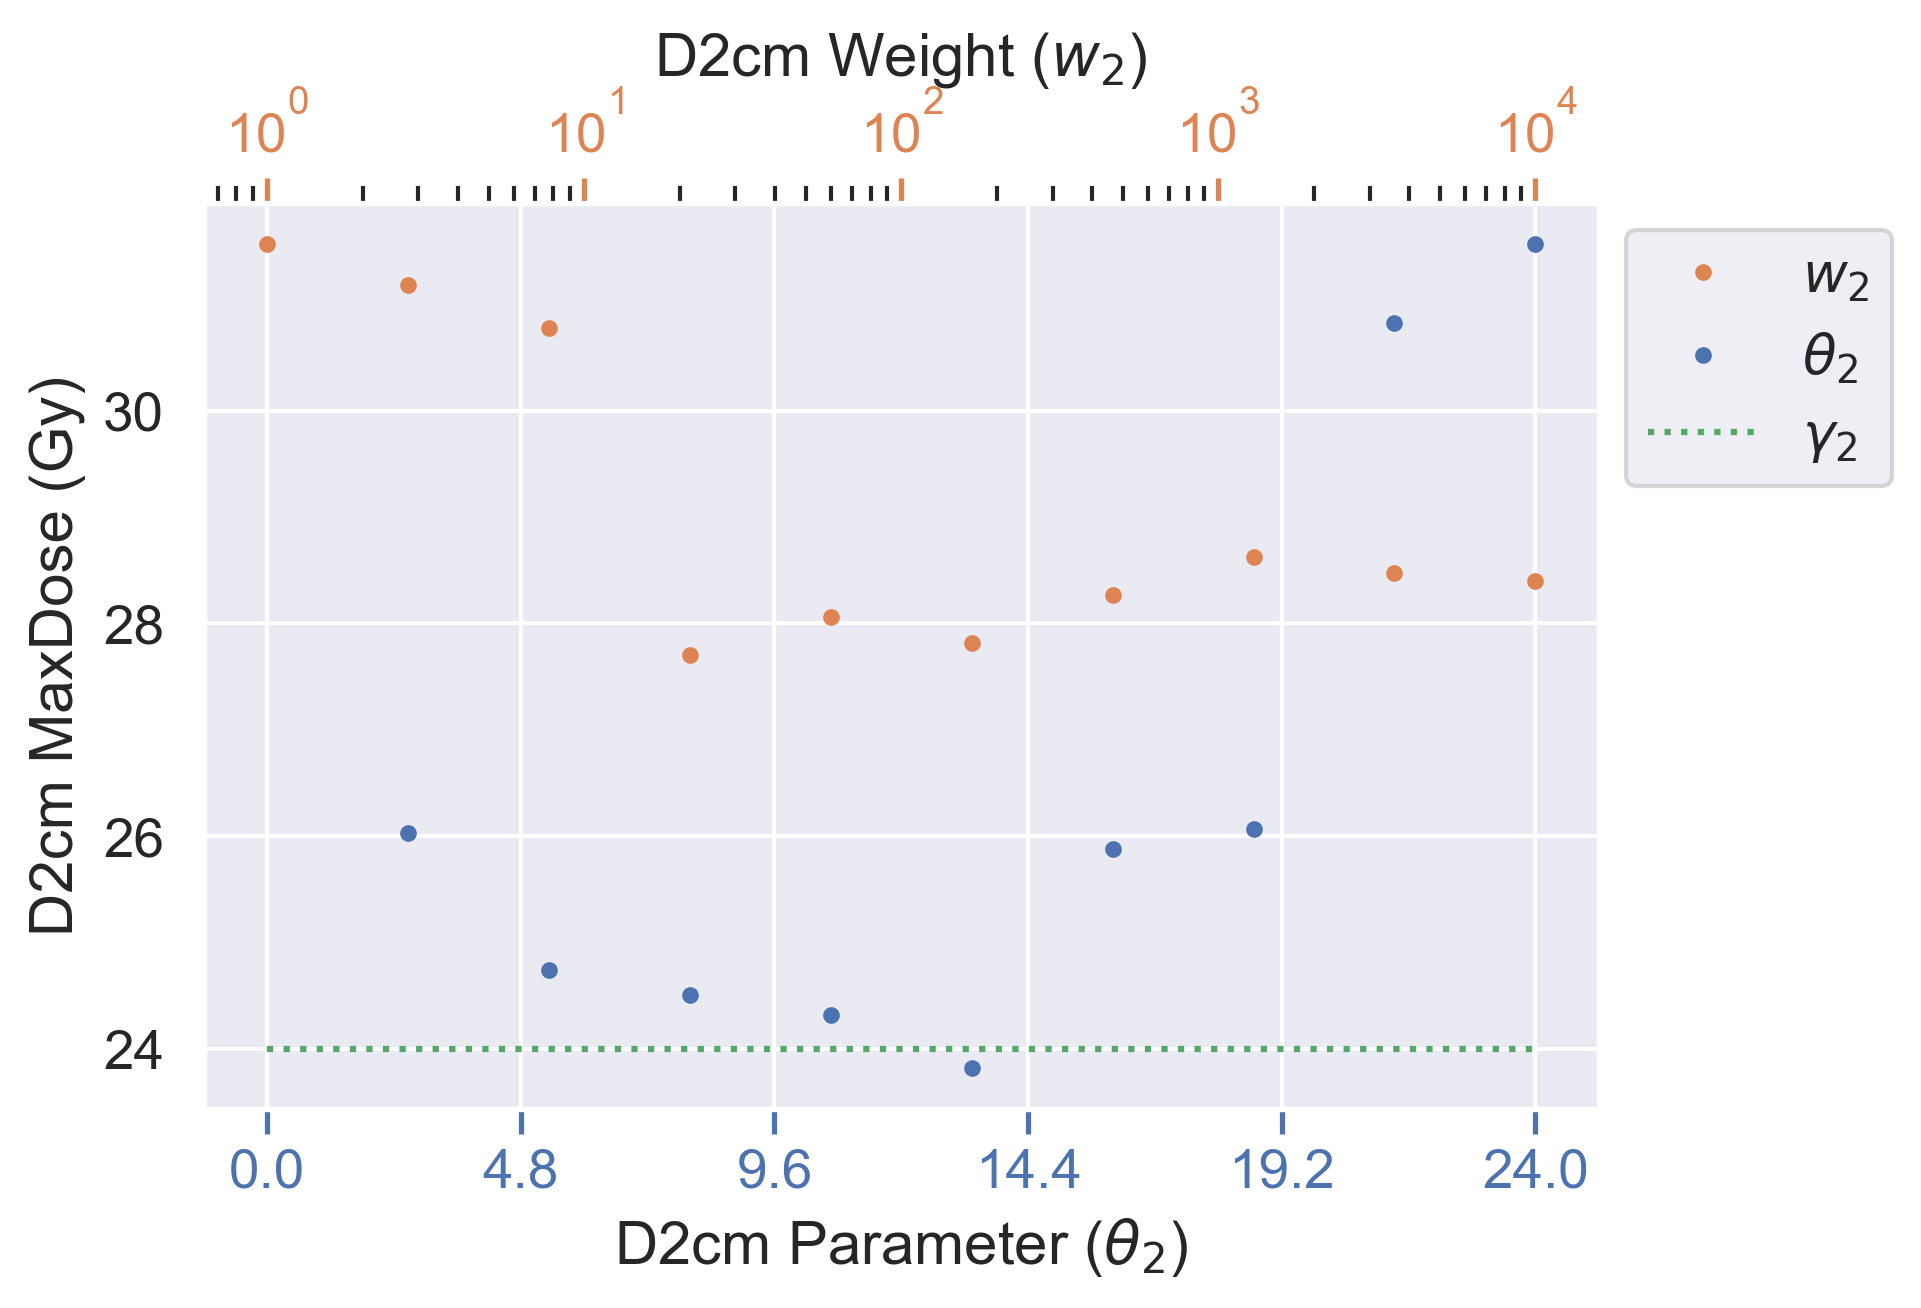 D2cm Weight (w₂)
10⁰ 10¹ 10² 10³ 10⁴
w₂
θ₂
γ₂
D2cm MaxDose (Gy)
30
28
26
24
0.0 4.8 9.6 14.4 19.2 24.0
D2cm Parameter (θ₂)